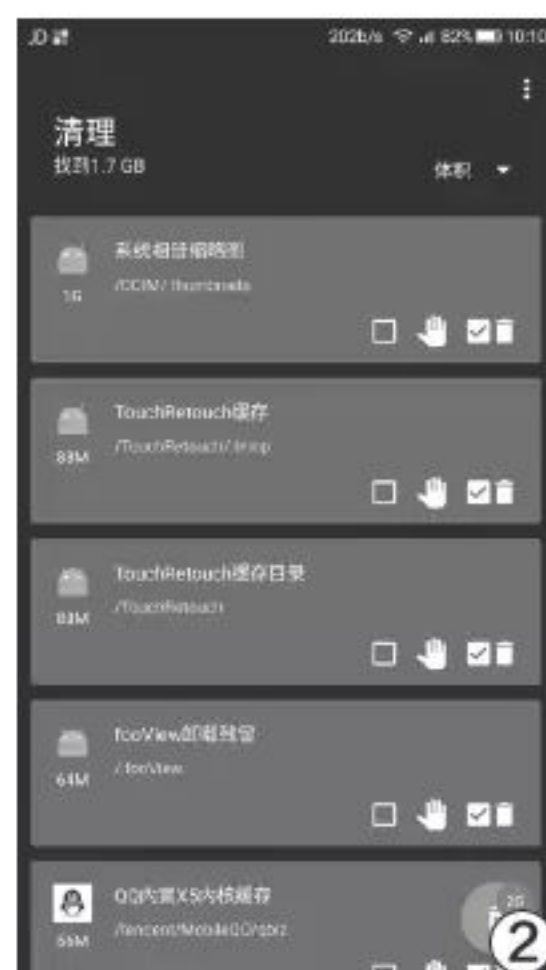 JD
202b/s 82% 10:10
清理
找到1.7 GB
体积
系统相册缩略图
1G
/DCIM/.thumbnails
TouchRetouch缓存
88M
/TouchRetouch/.temp
TouchRetouch缓存目录
88M
/TouchRetouch
fooView卸载残留
64M
/.fooView
QQ内置X5内核缓存
/Tencent/MobileQQ/qbiz
2G
②